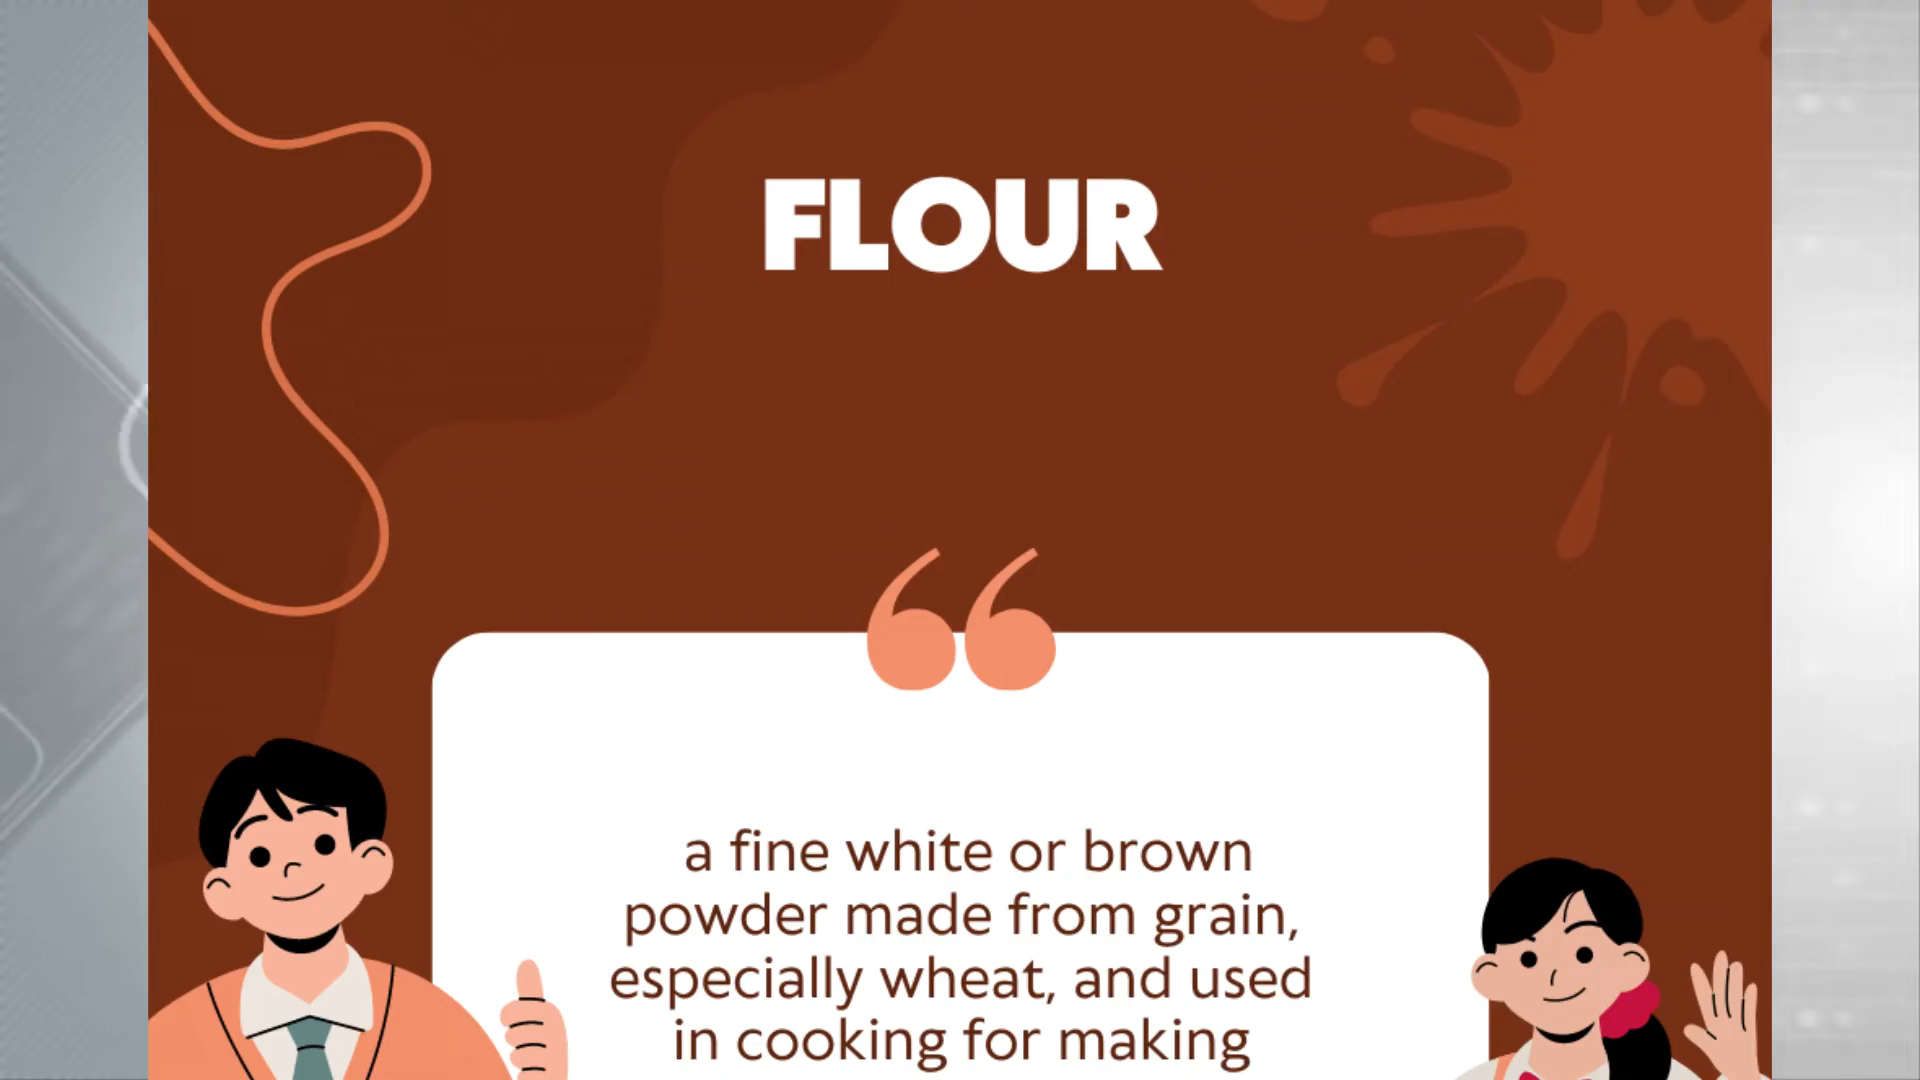 FLOUR
“
a fine white or brown
powder made from grain,
especially wheat, and used
in cooking for making